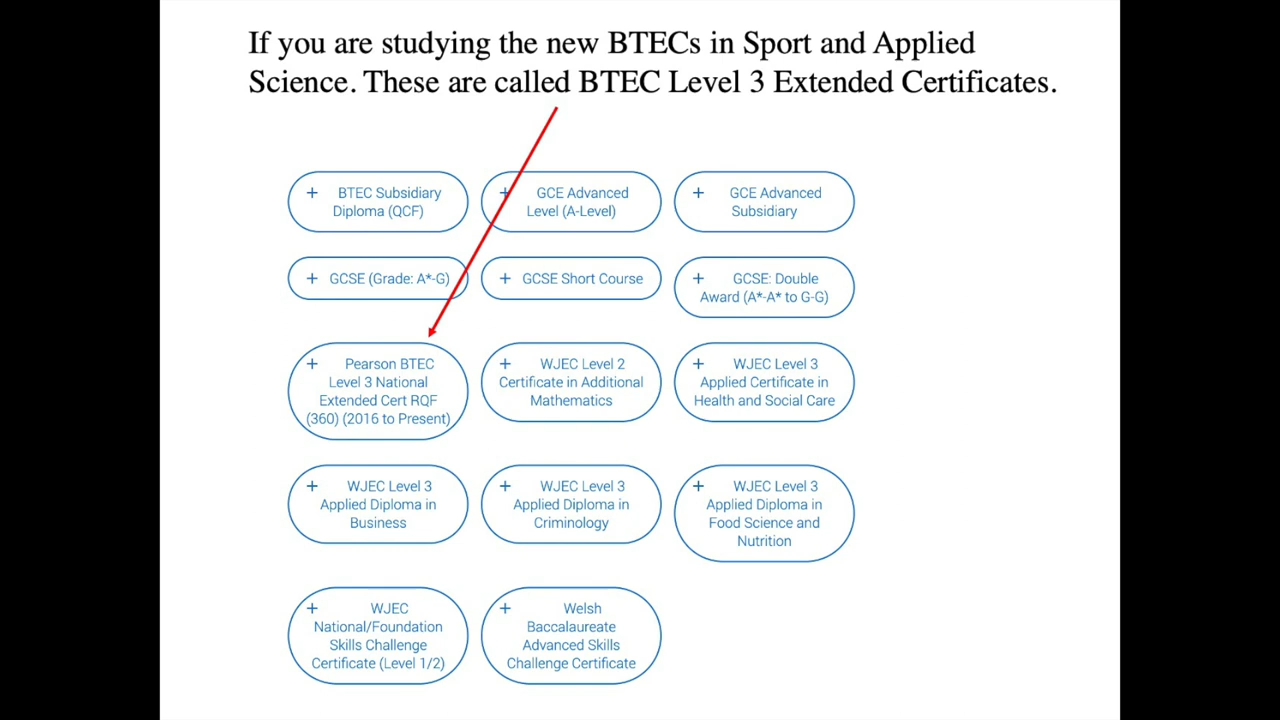 If you are studying the new BTECs in Sport and Applied
Science. These are called BTEC Level 3 Extended Certificates.
+ BTEC Subsidiary
Diploma (QCF)
+ GCE Advanced
Level (A-Level)
+ GCE Advanced
Subsidiary
+ GCSE (Grade: A*-G)
+ GCSE Short Course
+ GCSE: Double
Award (A*-A* to G-G)
+ Pearson BTEC
Level 3 National
Extended Cert RQF
(360) (2016 to Present)
+ WJEC Level 2
Certificate in Additional
Mathematics
+ WJEC Level 3
Applied Certificate in
Health and Social Care
+ WJEC Level 3
Applied Diploma in
Business
+ WJEC Level 3
Applied Diploma in
Criminology
+ WJEC Level 3
Applied Diploma in
Food Science and
Nutrition
+ WJEC
National/Foundation
Skills Challenge
Certificate (Level 1/2)
+ Welsh
Baccalaureate
Advanced Skills
Challenge Certificate